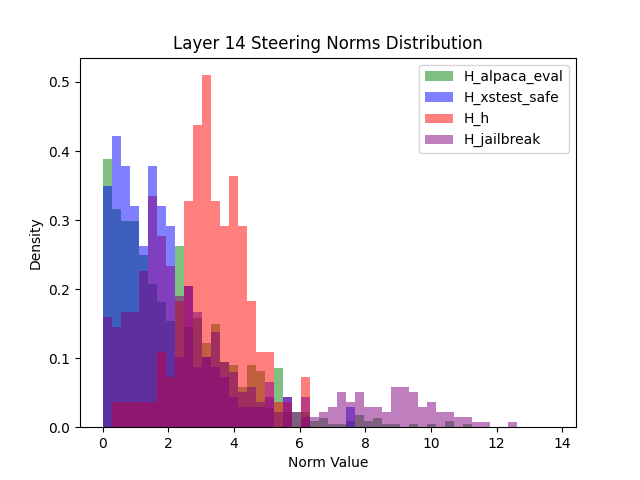 Layer 14 Steering Norms Distribution
H_alpaca_eval
H_xstest_safe
H_h
H_jailbreak
Density
0.5
0.4
0.3
0.2
0.1
0.0
0 2 4 6 8 10 12 14
Norm Value